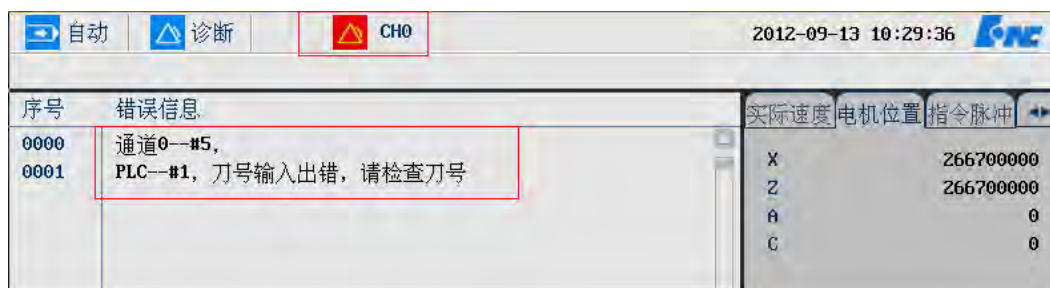 自动 诊断 CH0 2012-09-13 10:29:36
序号 错误信息 实际速度 电机位置 指令脉冲
0000 通道0--#5,
0001 PLC--#1, 刀号输入出错, 请检查刀号
X 266700000
Z 266700000
A 0
C 0